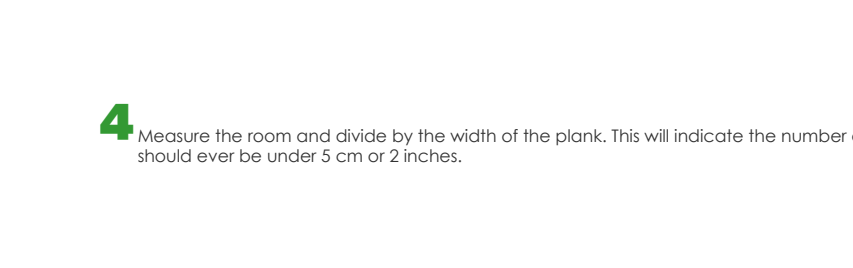 4
Measure the room and divide by the width of the plank. This will indicate the number
should ever be under 5 cm or 2 inches.